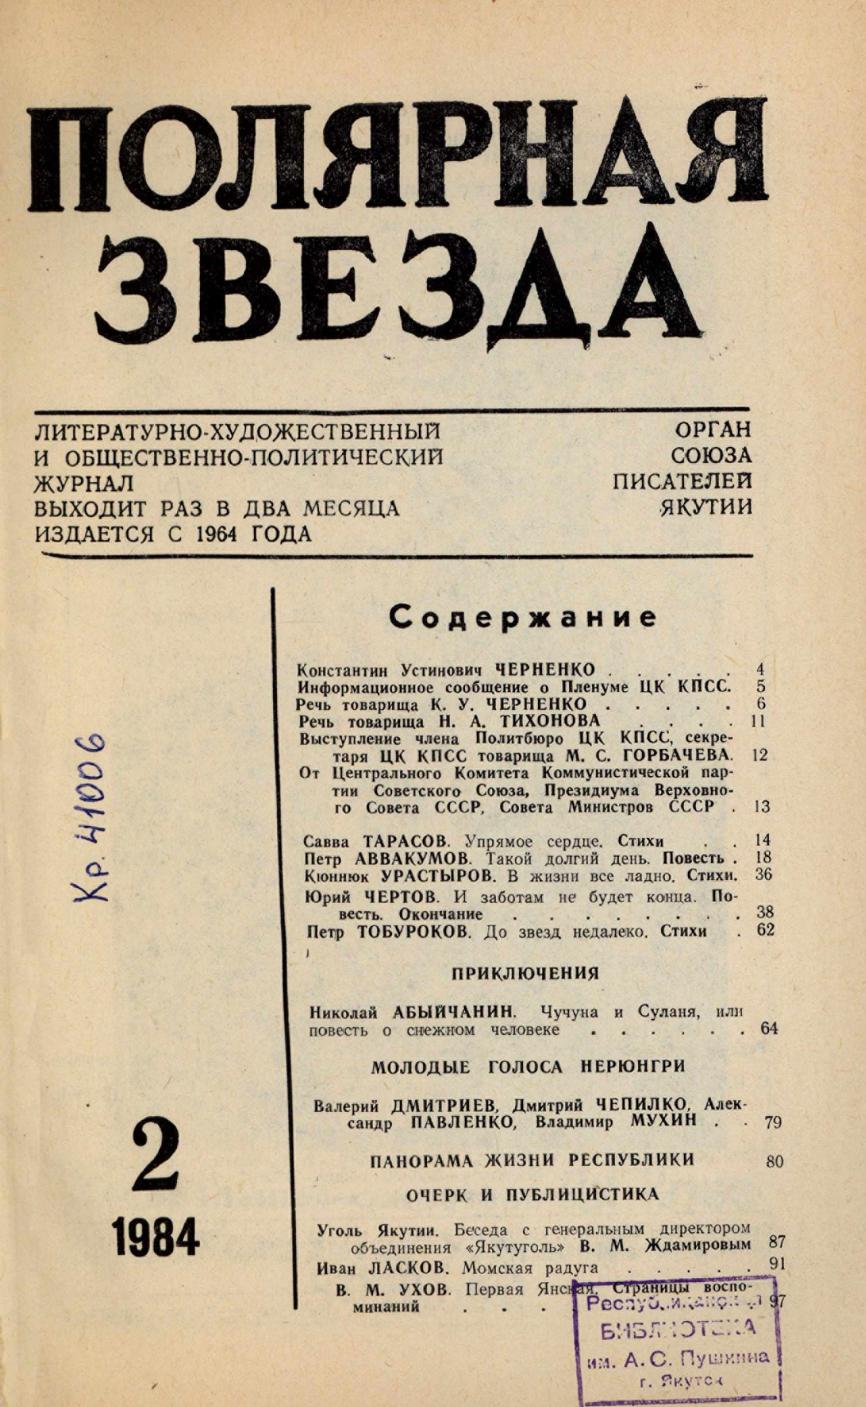 ПОЛЯРНАЯ
ЗВЕЗДА
ЛИТЕРАТУРНО-ХУДОЖЕСТВЕННЫЙ
И ОБЩЕСТВЕННО-ПОЛИТИЧЕСКИЙ
ЖУРНАЛ
ВЫХОДИТ РАЗ В ДВА МЕСЯЦА
ИЗДАЕТСЯ С 1964 ГОДА
ОРГАН
СОЮЗА
ПИСАТЕЛЕЙ
ЯКУТИИ
Содержание
Константин Устинович ЧЕРНЕНКО . . . . . 4
Информационное сообщение о Пленуме ЦК КПСС. 5
Речь товарища К. У. ЧЕРНЕНКО . . . . . 6
Речь товарища Н. А. ТИХОНОВА . . . . 11
Выступление члена Политбюро ЦК КПСС, секре-
таря ЦК КПСС товарища М. С. ГОРБАЧЕВА. 12
От Центрального Комитета Коммунистической пар-
тии Советского Союза, Президиума Верховно-
го Совета СССР, Совета Министров СССР . 13
Савва ТАРАСОВ. Упрямое сердце. Стихи . . 14
Петр АВВАКУМОВ. Такой долгий день. Повесть . 18
Кюннюк УРАСТЫРОВ. В жизни все ладно. Стихи. 36
Юрий ЧЕРТОВ. И заботам не будет конца. По-
весть. Окончание . . . . . . . 38
Петр ТОБУРОКОВ. До звезд недалеко. Стихи . 62
ПРИКЛЮЧЕНИЯ
Николай АБЫЙЧАНИН. Чучуна и Суланя, или
повесть о снежном человеке . . . . . . 64
МОЛОДЫЕ ГОЛОСА НЕРЮНГРИ
Валерий ДМИТРИЕВ, Дмитрий ЧЕПИЛКО, Алек-
сандр ПАВЛЕНКО, Владимир МУХИН . . 79
ПАНОРАМА ЖИЗНИ РЕСПУБЛИКИ 80
ОЧЕРК И ПУБЛИЦИСТИКА
Уголь Якутии. Беседа с генеральным директором
объединения «Якутуголь» В. М. Ждамировым 87
Иван ЛАСКОВ. Момская радуга . . . . . 91
В. М. УХОВ. Первая Янская. Страницы воспо-
минаний . . . 97
Кр. 41006
2
1984
БИБЛИОТЕКА
им. А. С. Пушкина
г. Якутск